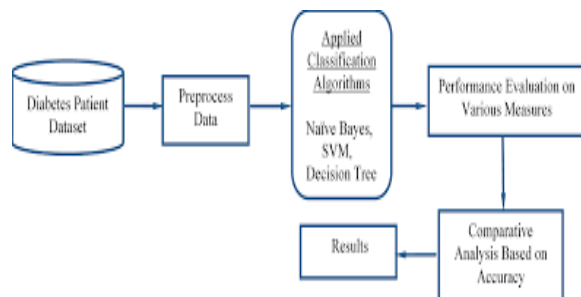 Diabetes Patient
Dataset
Preprocess
Data
Applied
Classification
Algorithms
Naïve Bayes,
SVM,
Decision Tree
Performance Evaluation on
Various Measures
Comparative
Analysis Based on
Accuracy
Results